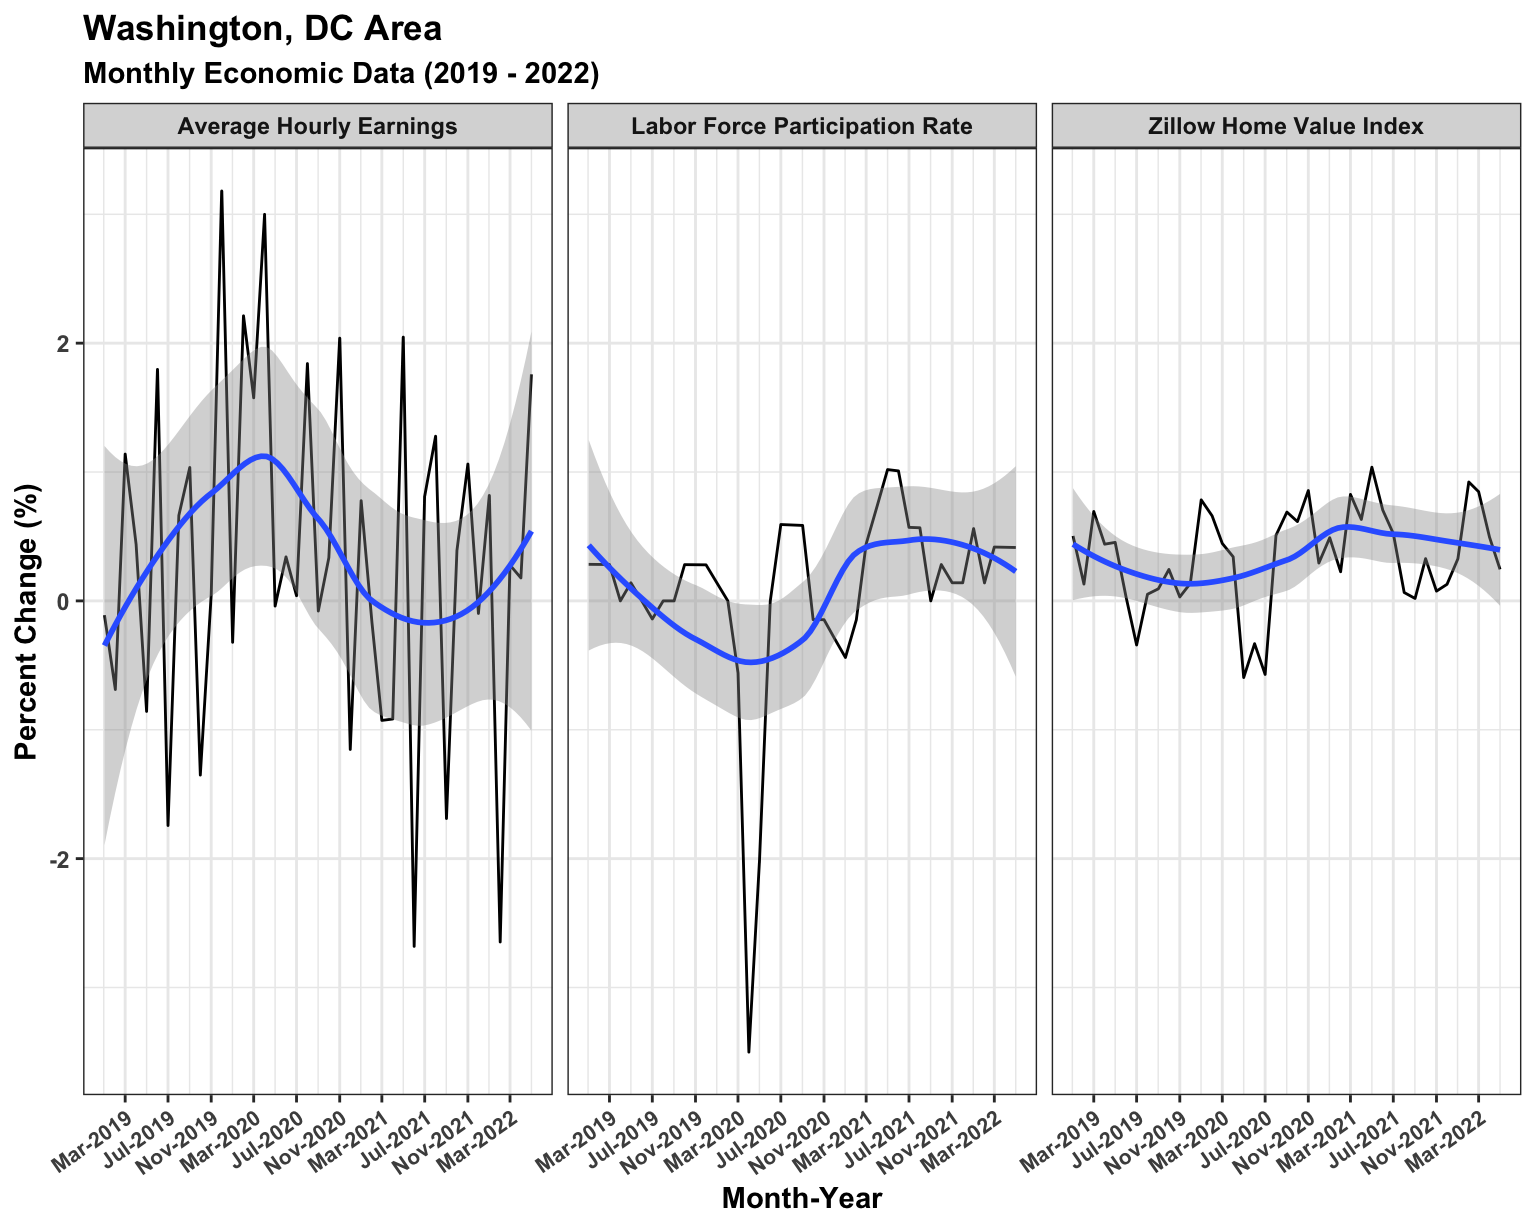 Washington, DC Area
Monthly Economic Data (2019 - 2022)
Average Hourly Earnings
Labor Force Participation Rate
Zillow Home Value Index
Percent Change (%)
2
0
-2
Mar-2019
Jul-2019
Nov-2019
Mar-2020
Jul-2020
Nov-2020
Mar-2021
Jul-2021
Nov-2021
Mar-2022
Mar-2019
Jul-2019
Nov-2019
Mar-2020
Jul-2020
Nov-2020
Mar-2021
Jul-2021
Nov-2021
Mar-2022
Mar-2019
Jul-2019
Nov-2019
Mar-2020
Jul-2020
Nov-2020
Mar-2021
Jul-2021
Nov-2021
Mar-2022
Month-Year